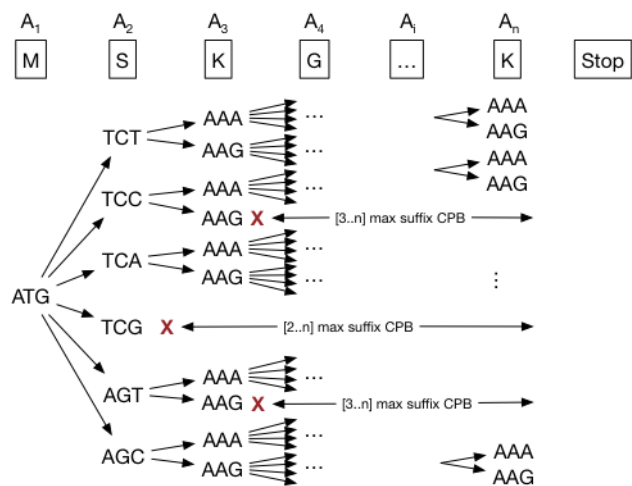 A1 A2 A3 A4 Ai An
M S K G ... K Stop
AAA ... AAA
TCT AAG ... AAG
AAA AAA
TCC AAG X [3..n] max suffix CPB AAG
AAA ...
TCA AAG ... ⋮
ATG
TCG X [2..n] max suffix CPB
AAA ...
AGT AAG X [3..n] max suffix CPB
AAA ... AAA
AGC AAG ... AAG